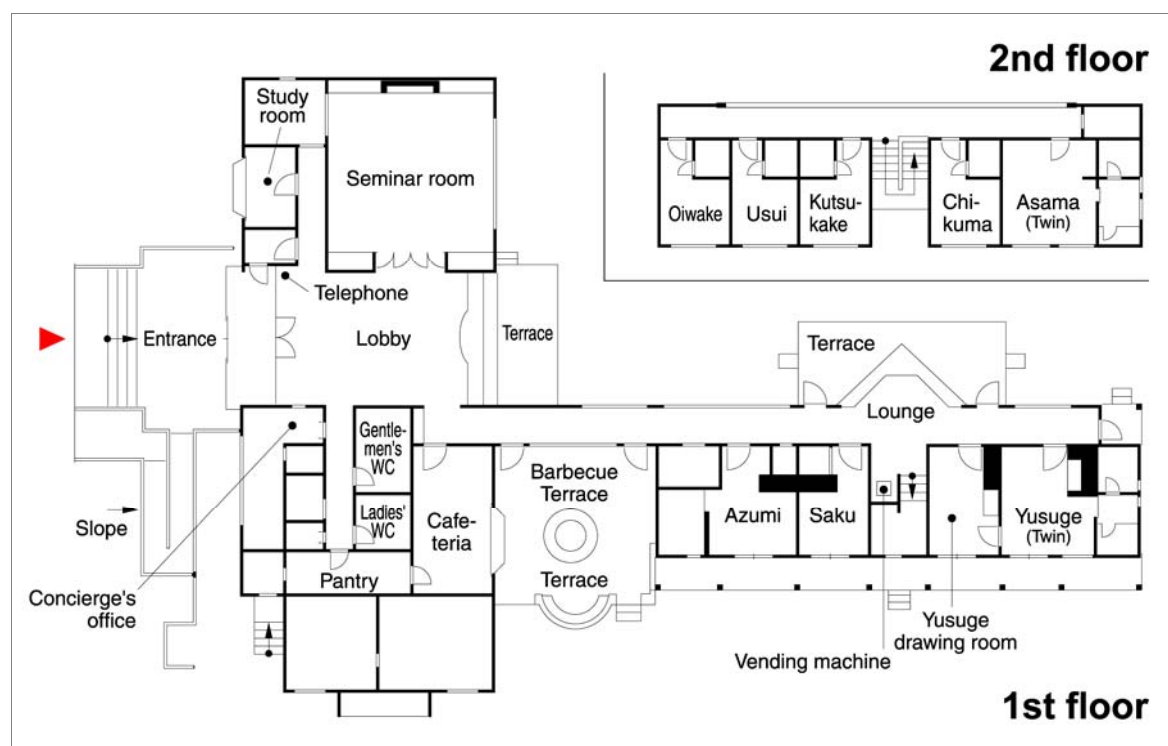 2nd floor
Study
room
Seminar room
Oiwake
Usui
Kutsu-
kake
Chi-
kuma
Asama
(Twin)
Telephone
Entrance
Lobby
Terrace
Terrace
Lounge
Gentle-
men's
WC
Ladies'
WC
Cafe-
teria
Barbecue
Terrace
Terrace
Azumi
Saku
Yusuge
(Twin)
Slope
Pantry
Concierge's
office
Yusuge
drawing room
Vending machine
1st floor